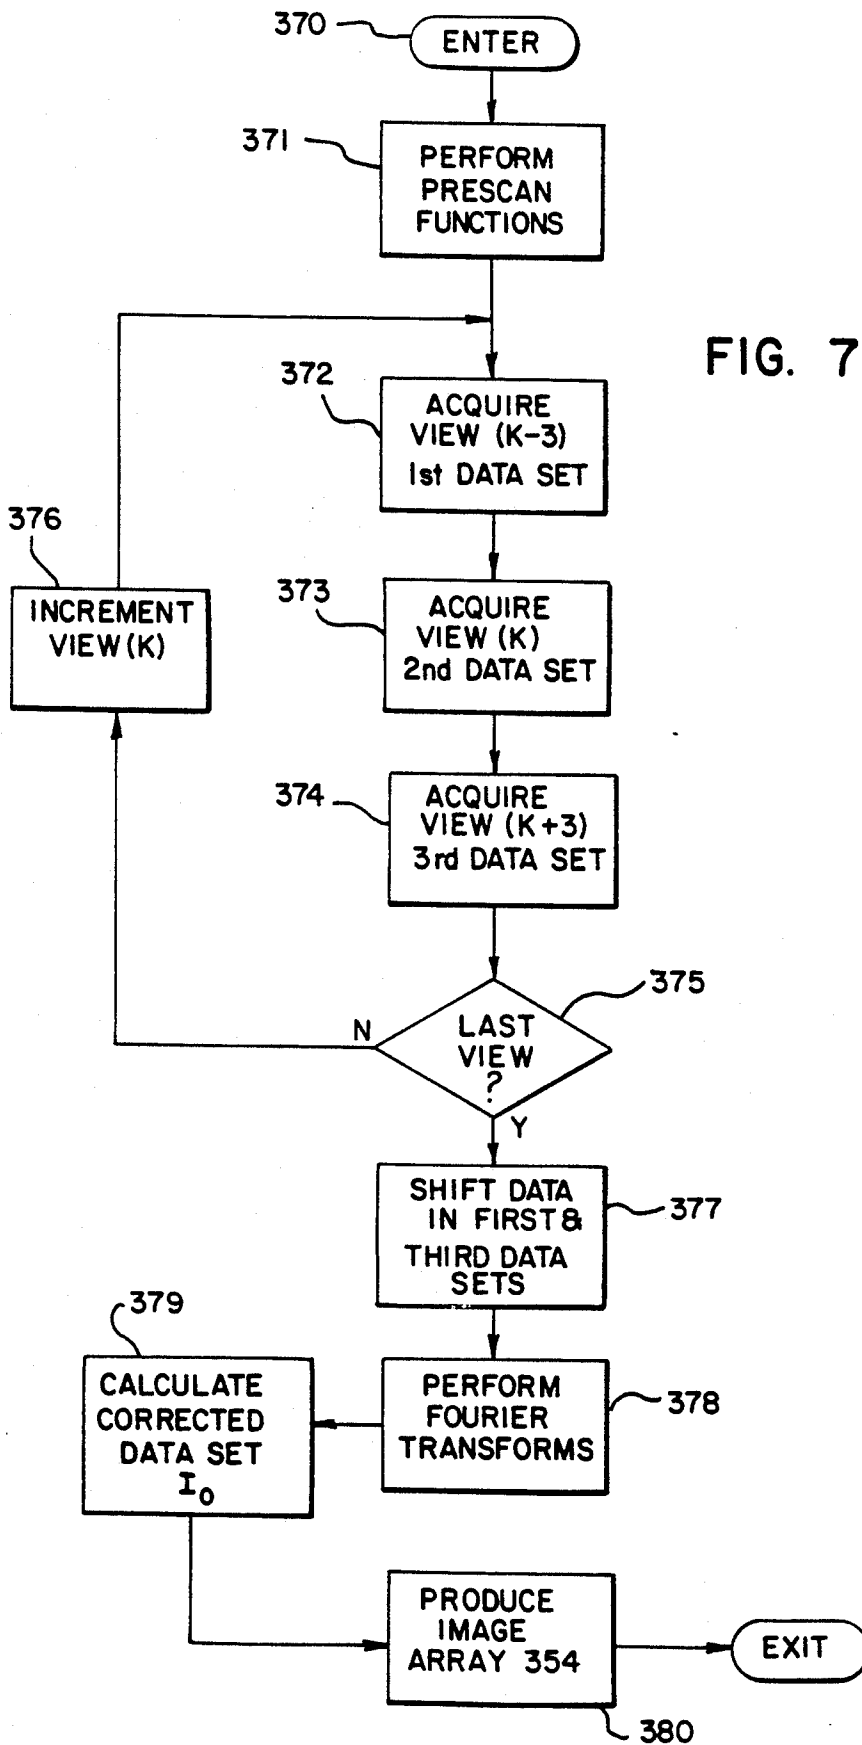 370
ENTER
371
PERFORM
PRESCAN
FUNCTIONS
FIG. 7
372
ACQUIRE
VIEW (K-3)
1st DATA SET
376
INCREMENT
VIEW (K)
373
ACQUIRE
VIEW (K)
2nd DATA SET
374
ACQUIRE
VIEW (K+3)
3rd DATA SET
375
N
LAST
VIEW
?
Y
SHIFT DATA
IN FIRST &
THIRD DATA
SETS
377
379
CALCULATE
CORRECTED
DATA SET
I₀
PERFORM
FOURIER
TRANSFORMS
378
PRODUCE
IMAGE
ARRAY 354
EXIT
380